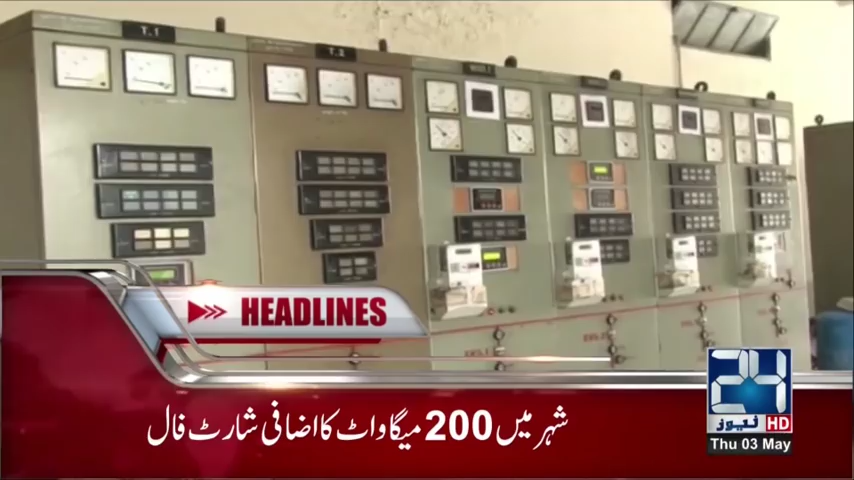 T.1
T.2
HEADLINES
شہر میں 200 میگاواٹ کا اضافی شارٹ فال
24
نیوز HD
Thu 03 May